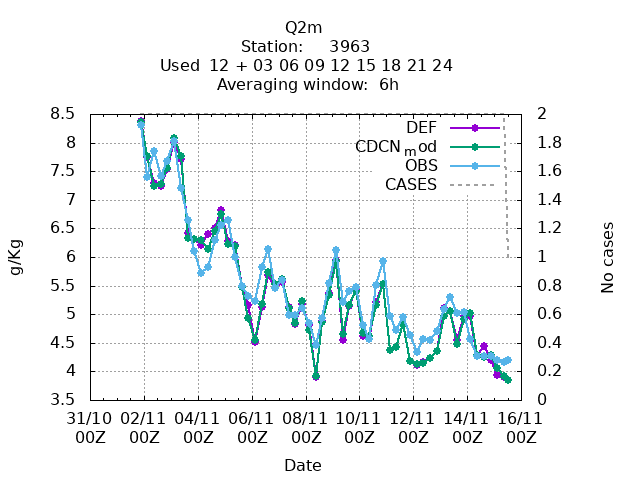 Q2m
Station: 3963
Used 12 + 03 06 09 12 15 18 21 24
Averaging window: 6h
DEF
CDCN_mod
OBS
CASES
8.5
8
7.5
7
6.5
6
5.5
5
4.5
4
3.5
g/Kg
2
1.8
1.6
1.4
1.2
1
0.8
0.6
0.4
0.2
0
No cases
31/10 02/11 04/11 06/11 08/11 10/11 12/11 14/11 16/11
00Z 00Z 00Z 00Z 00Z 00Z 00Z 00Z 00Z
Date